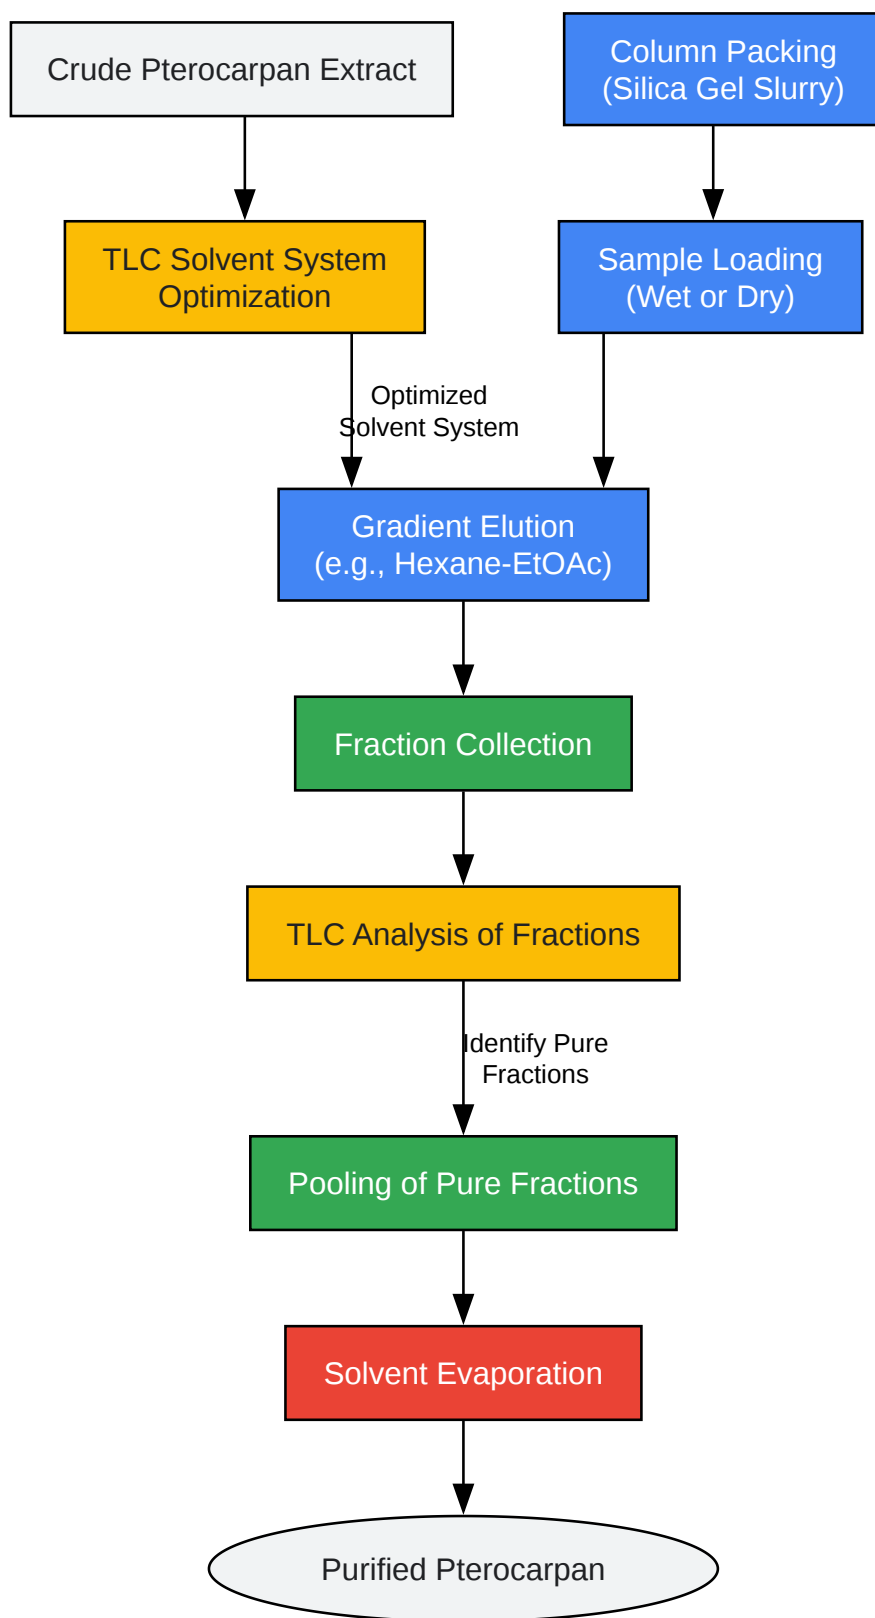 Crude Pterocarpan Extract
Column Packing
(Silica Gel Slurry)
TLC Solvent System
Optimization
Sample Loading
(Wet or Dry)
Optimized
Solvent System
Gradient Elution
(e.g., Hexane-EtOAc)
Fraction Collection
TLC Analysis of Fractions
Identify Pure
Fractions
Pooling of Pure Fractions
Solvent Evaporation
Purified Pterocarpan